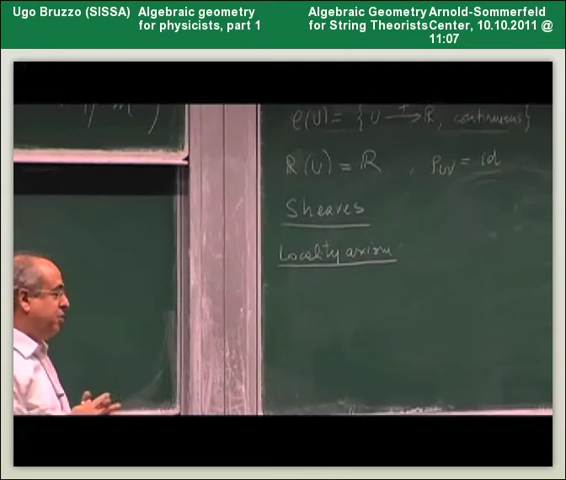 Ugo Bruzzo (SISSA)
Algebraic geometry
for physicists, part 1
Algebraic Geometry
for String Theorists
Arnold-Sommerfeld
Center, 10.10.2011 @
11:07
C(U) = { U →f R, continuous }
R(U) = ℝ , ρ_UV = id
Sheaves
Locality axiom